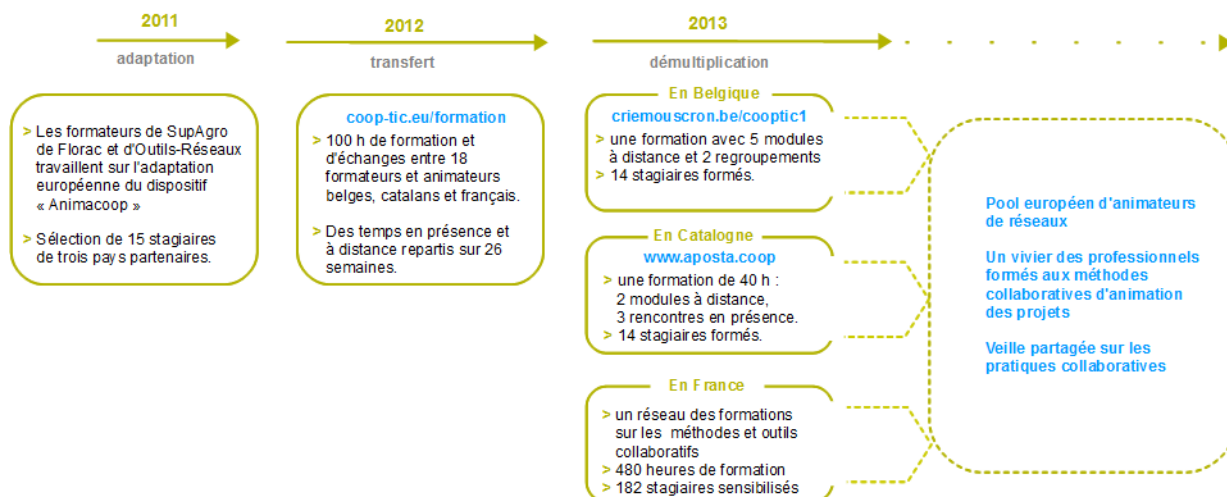 2011
adaptation
> Les formateurs de SupAgro
de Florac et d'Outils-Réseaux
travaillent sur l'adaptation
européenne du dispositif
« Animacoop »
> Sélection de 15 stagiaires
de trois pays partenaires.
2012
transfert
coop-tic.eu/formation
> 100 h de formation et
d'échanges entre 18
formateurs et animateurs
belges, catalans et français.
> Des temps en présence et
à distance repartis sur 26
semaines.
2013
démultiplication
En Belgique
criemouscron.be/cooptic1
> une formation avec 5 modules
à distance et 2 regroupements
> 14 stagiaires formés.
En Catalogne
www.aposta.coop
> une formation de 40 h :
2 modules à distance,
3 rencontres en présence.
> 14 stagiaires formés.
En France
> un réseau des formations
sur les méthodes et outils
collaboratifs
> 480 heures de formation
> 182 stagiaires sensibilisés
Pool européen d'animateurs
de réseaux
Un vivier des professionnels
formés aux méthodes
collaboratives d'animation
des projets
Veille partagée sur les
pratiques collaboratives